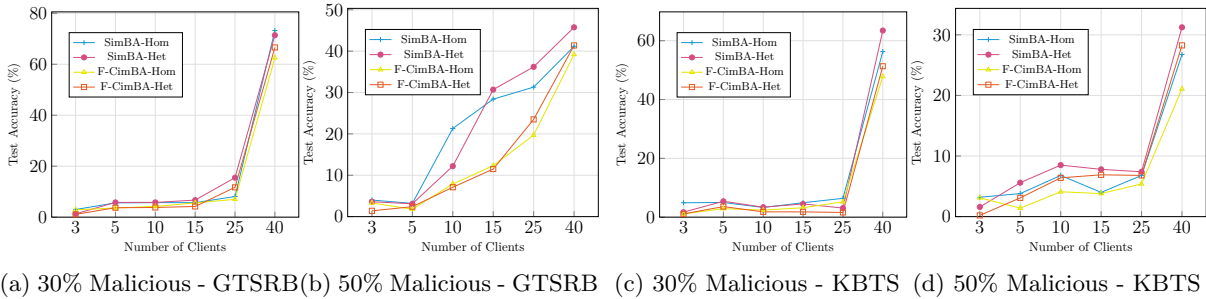 80
60
40
20
0
3 5 10 15 25 40
Number of Clients
Test Accuracy (%)
SimBA-Hom
SimBA-Het
F-CimBA-Hom
F-CimBA-Het
(a) 30% Malicious - GTSRB
50
40
30
20
10
0
3 5 10 15 25 40
Number of Clients
Test Accuracy (%)
SimBA-Hom
SimBA-Het
F-CimBA-Hom
F-CimBA-Het
(b) 50% Malicious - GTSRB
60
40
20
0
3 5 10 15 25 40
Number of Clients
Test Accuracy (%)
SimBA-Hom
SimBA-Het
F-CimBA-Hom
F-CimBA-Het
(c) 30% Malicious - KBTS
30
20
10
0
3 5 10 15 25 40
Number of Clients
Test Accuracy (%)
SimBA-Hom
SimBA-Het
F-CimBA-Hom
F-CimBA-Het
(d) 50% Malicious - KBTS